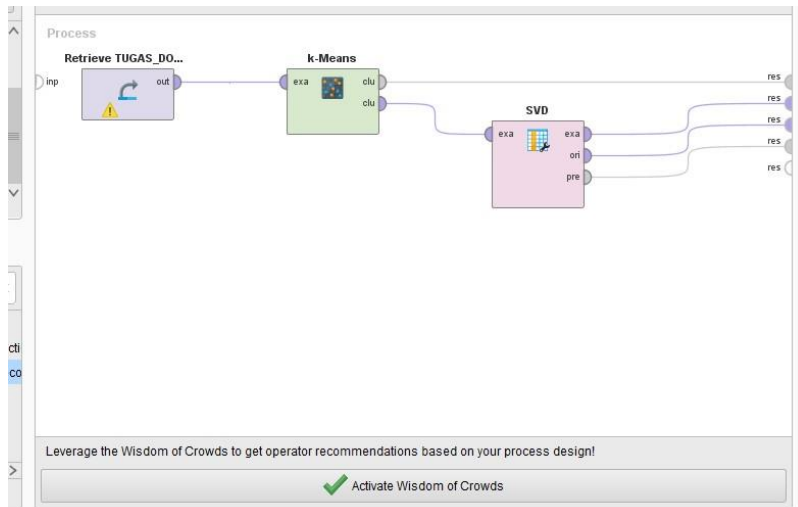 Process
Retrieve TUGAS_DO...
inp
out
k-Means
exa
clu
clu
SVD
exa
exa
ori
pre
res
res
res
res
res
cti
co
Leverage the Wisdom of Crowds to get operator recommendations based on your process design!
Activate Wisdom of Crowds